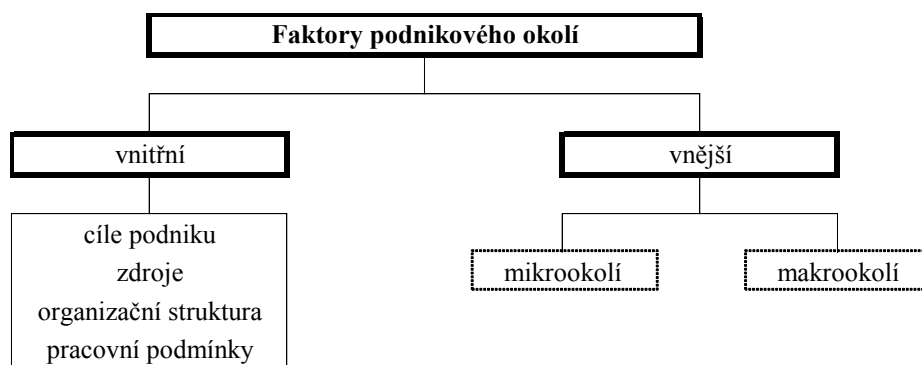 Faktory podnikového okolí
vnitřní
vnější
cíle podniku
zdroje
organizační struktura
pracovní podmínky
mikrookolí
makrookolí